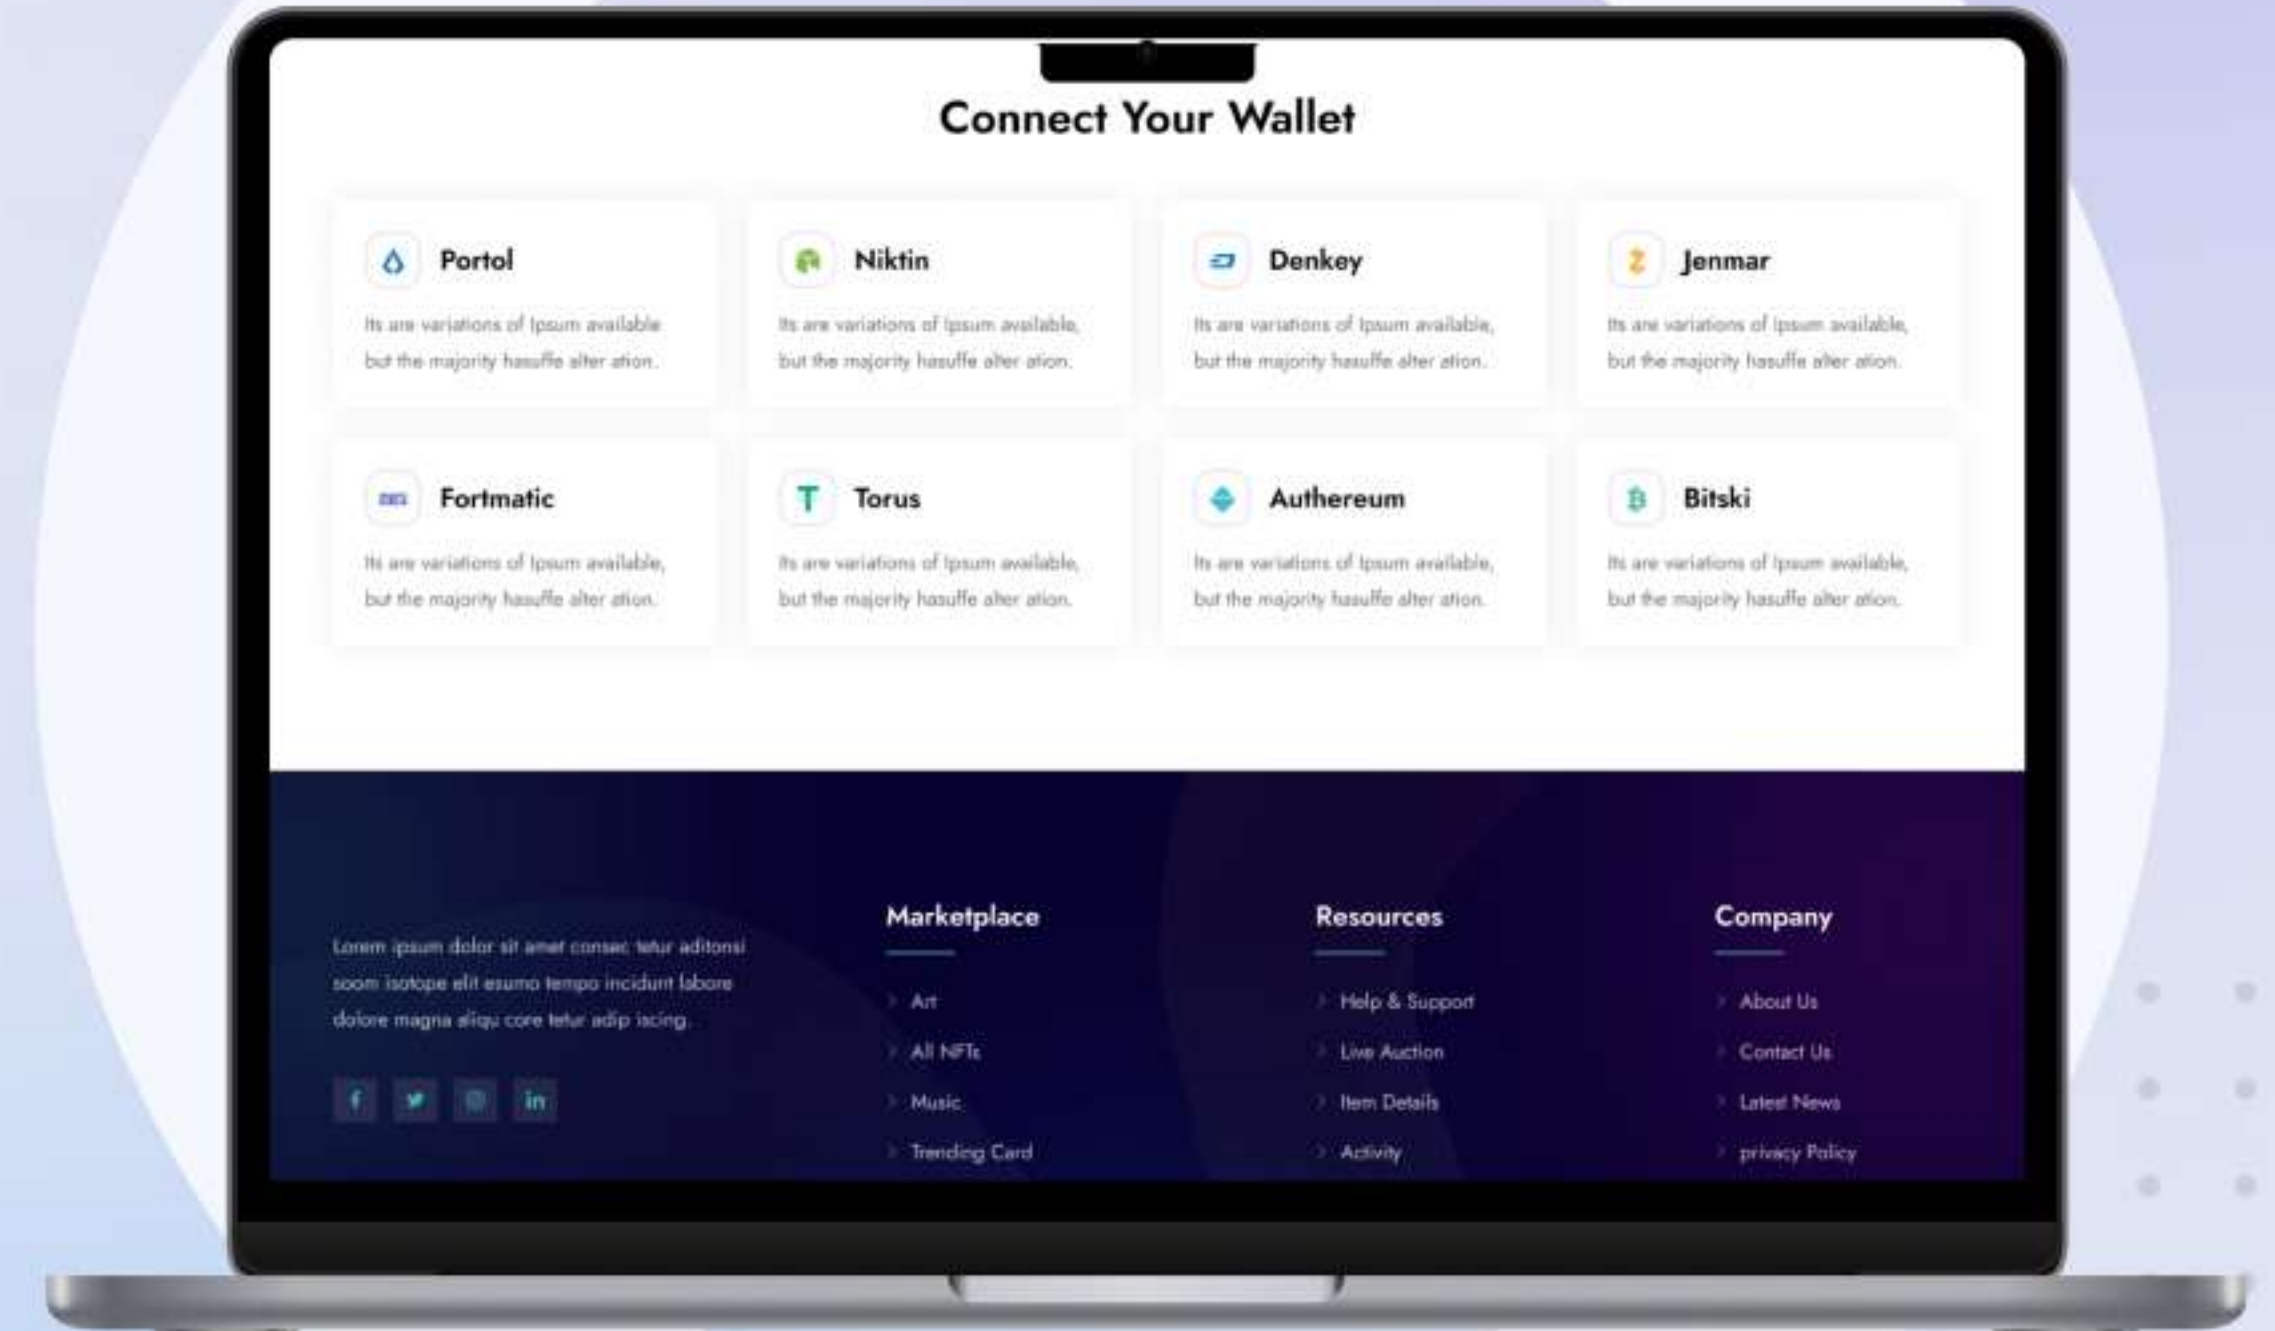 Connect Your Wallet
Portol
Its are variations of Ipsum available
but the majority hasuffe alter ation.
Niktin
Its are variations of Ipsum available,
but the majority hasuffe alter ation.
Denkey
Its are variations of Ipsum available,
but the majority hasuffe alter ation.
Jenmar
Its are variations of Ipsum available,
but the majority hasuffe alter ation.
Fortmatic
Its are variations of Ipsum available,
but the majority hasuffe alter ation.
Torus
Its are variations of Ipsum available,
but the majority hasuffe alter ation.
Authereum
Its are variations of Ipsum available,
but the majority hasuffe alter ation.
Bitski
Its are variations of Ipsum available,
but the majority hasuffe alter ation.
Lorem ipsum dolor sit amet consec tetur aditonsi
soom isotope elit esumo tempo incidunt labore
dolore magna aliqu core tetur adip iscing.
Marketplace
Art
All NFTs
Music
Trending Card
Resources
Help & Support
Live Auction
Item Details
Activity
Company
About Us
Contact Us
Latest News
privacy Policy